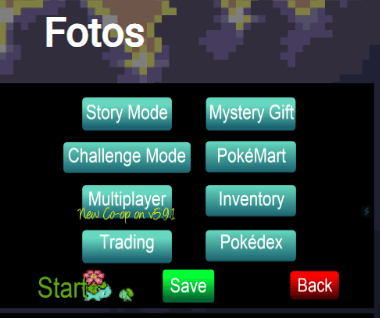 Fotos
Story Mode
Mystery Gift
Challenge Mode
PokéMart
Multiplayer
New Co-op on v5.9.1
Inventory
Trading
Pokédex
Start
Save
Back